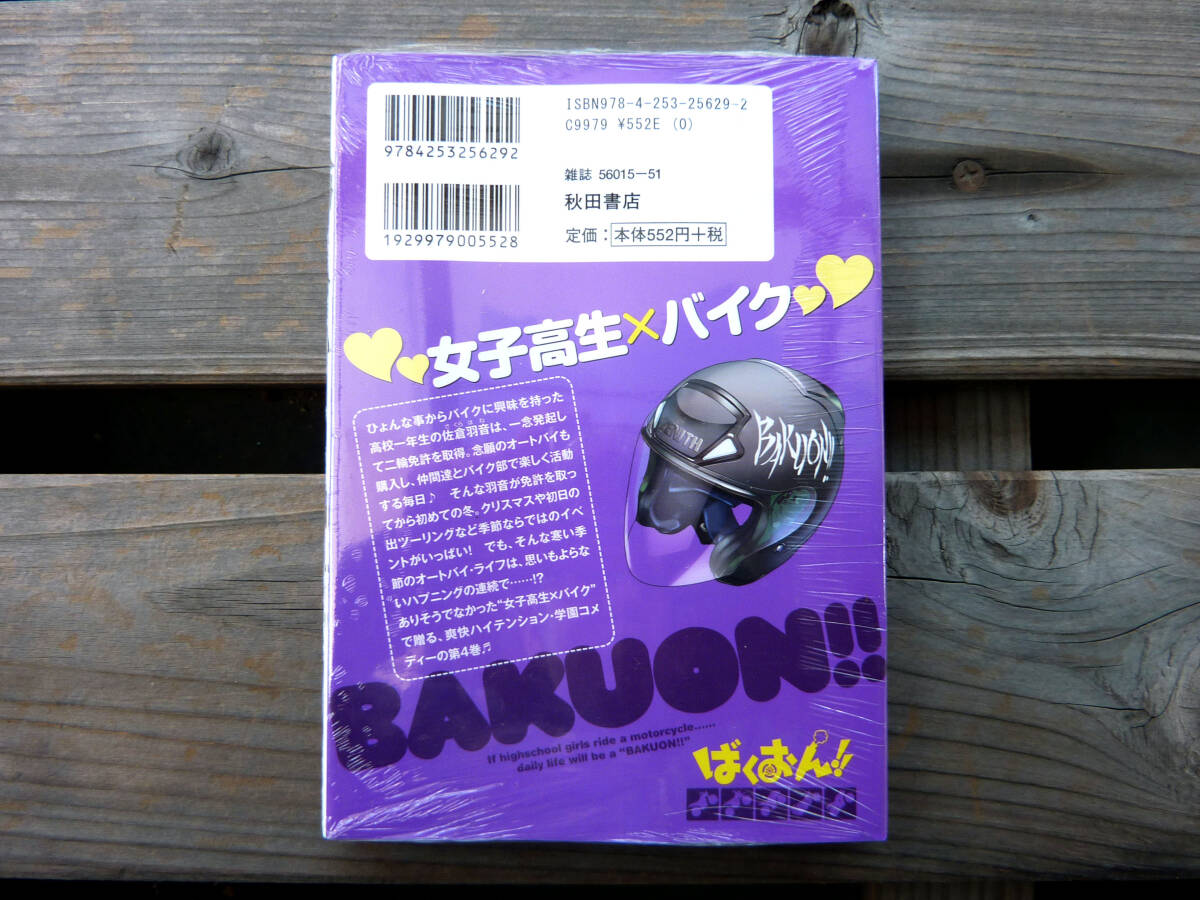 ISBN978-4-253-25629-2
C9979 ¥552E (0)
9784253256292
雑誌 56015-51
秋田書店
1929979005528
定価：本体552円+税
女子高生×バイク
ひょんな事からバイクに興味を持った
高校一年生の佐倉羽音は、一念発起し
さくらはね
て二輪免許を取得。念願のオートバイも
購入し、仲間達とバイク部で楽しく活動
する毎日♪ そんな羽音が免許を取っ
てから初めての冬。クリスマスや初日の
出ツーリングなど季節ならではのイベ
ントがいっぱい! でも、そんな寒い季
節のオートバイ・ライフは、思いもよらな
いハプニングの連続で……!?
ありそうでなかった“女子高生×バイク”
で贈る、爽快ハイテンション・学園コメ
ディーの第4巻♬
ZENITH
BAKUON!!
BAKUON!!
If highschool girls ride a motorcycle......
daily life will be a “BAKUON!!”
ばくおん!!